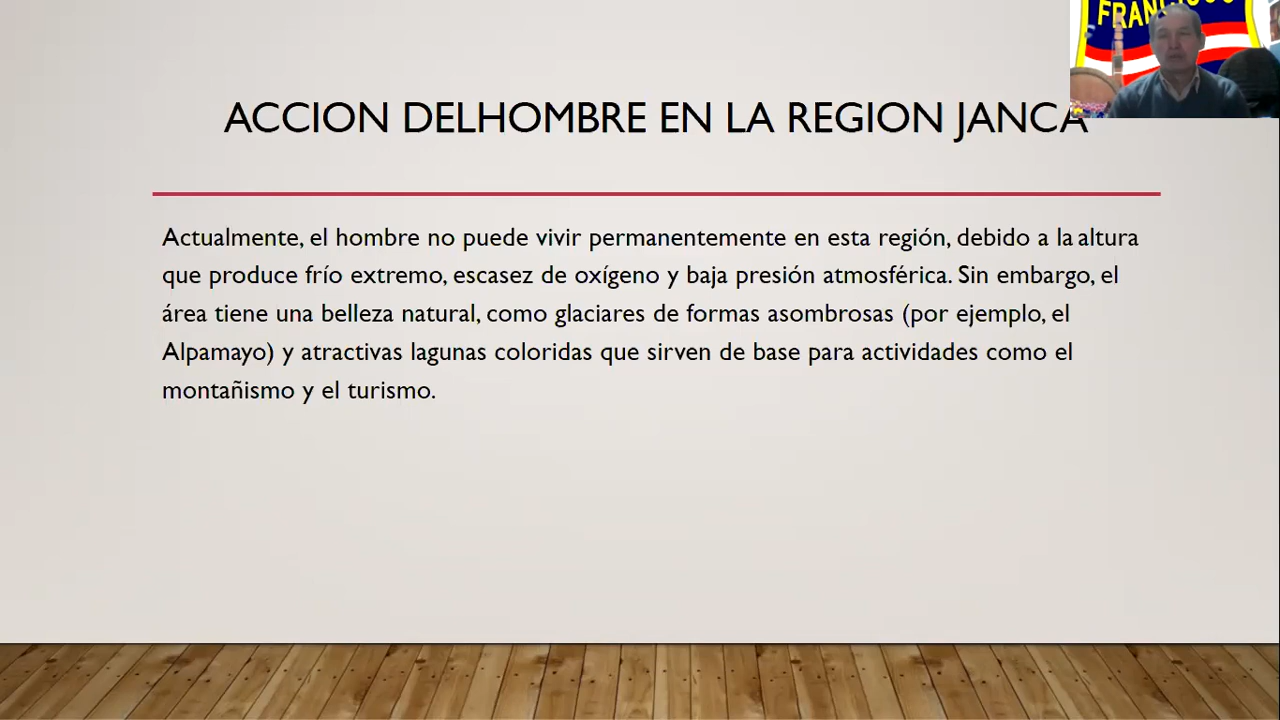 FRANCISCO
ACCION DELHOMBRE EN LA REGION JANCA
Actualmente, el hombre no puede vivir permanentemente en esta región, debido a la altura
que produce frío extremo, escasez de oxígeno y baja presión atmosférica. Sin embargo, el
área tiene una belleza natural, como glaciares de formas asombrosas (por ejemplo, el
Alpamayo) y atractivas lagunas coloridas que sirven de base para actividades como el
montañismo y el turismo.